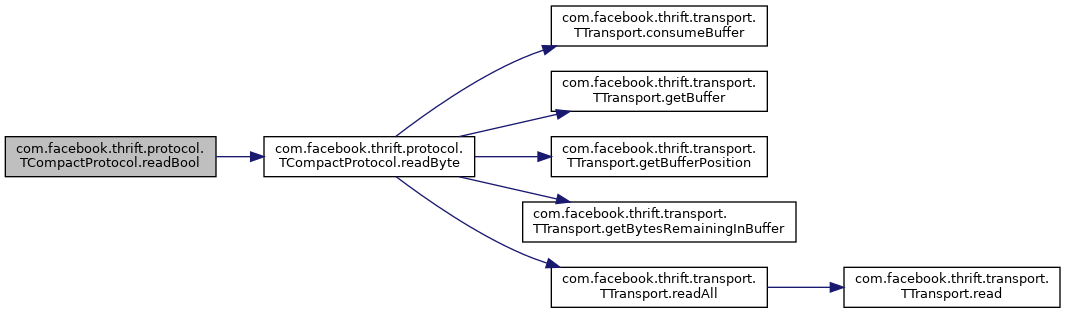 com.facebook.thrift.protocol.
TCompactProtocol.readBool
com.facebook.thrift.protocol.
TCompactProtocol.readByte
com.facebook.thrift.transport.
TTransport.consumeBuffer
com.facebook.thrift.transport.
TTransport.getBuffer
com.facebook.thrift.transport.
TTransport.getBufferPosition
com.facebook.thrift.transport.
TTransport.getBytesRemainingInBuffer
com.facebook.thrift.transport.
TTransport.readAll
com.facebook.thrift.transport.
TTransport.read